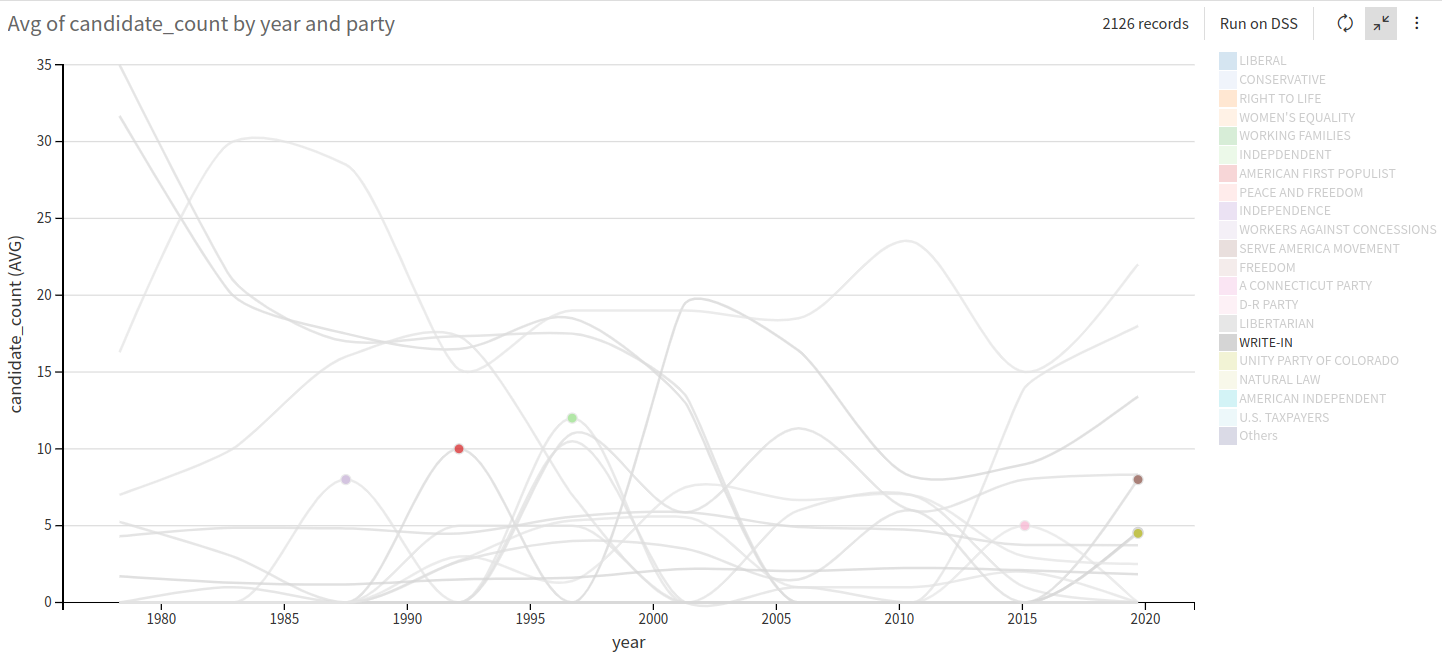 Avg of candidate_count by year and party
2126 records
Run on DSS
candidate_count (AVG)
35
30
25
20
15
10
5
0
1980
1985
1990
1995
2000
2005
2010
2015
2020
year
LIBERAL
CONSERVATIVE
RIGHT TO LIFE
WOMEN'S EQUALITY
WORKING FAMILIES
INDEPDENDENT
AMERICAN FIRST POPULIST
PEACE AND FREEDOM
INDEPENDENCE
WORKERS AGAINST CONCESSIONS
SERVE AMERICA MOVEMENT
FREEDOM
A CONNECTICUT PARTY
D-R PARTY
LIBERTARIAN
WRITE-IN
UNITY PARTY OF COLORADO
NATURAL LAW
AMERICAN INDEPENDENT
U.S. TAXPAYERS
Others